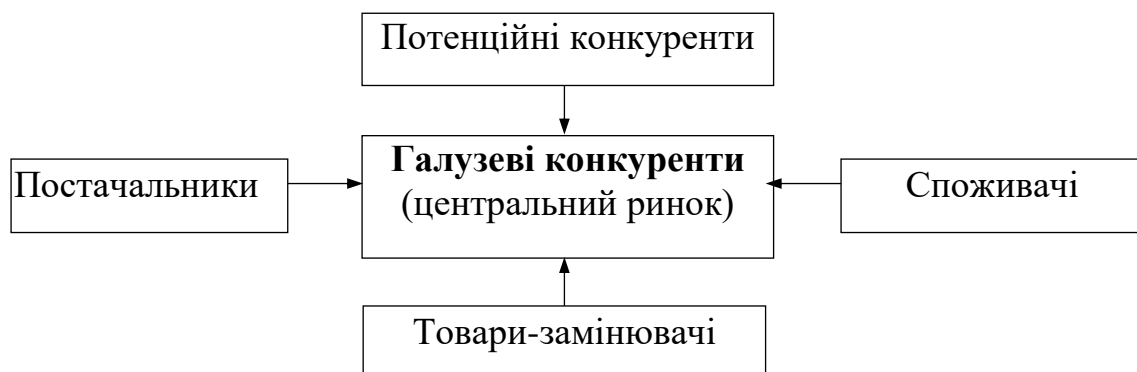 Потенційні конкуренти
Галузеві конкуренти
(центральний ринок)
Постачальники
Споживачі
Товари-замінювачі